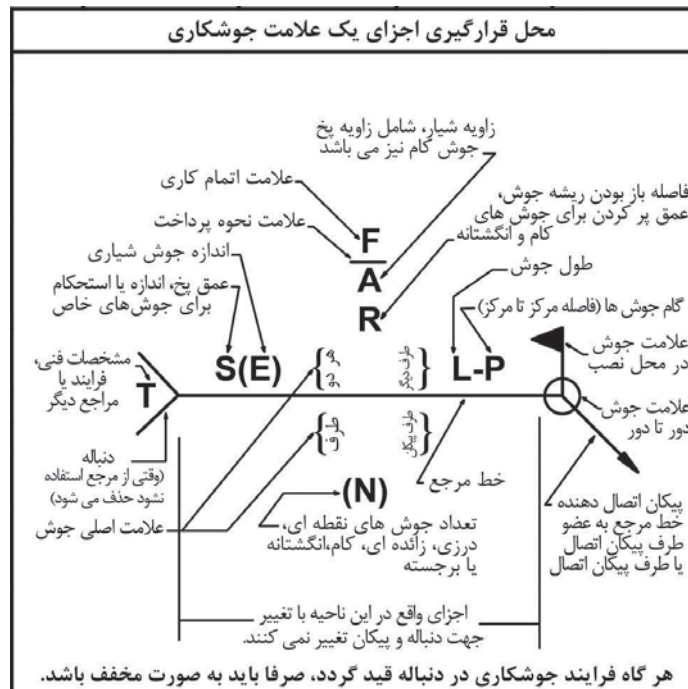 محل قرارگیری اجزای یک علامت جوشکاری
زاویه شیار، شامل زاویه پخ
جوش کام نیز می باشد
علامت اتمام کاری
علامت نحوه پرداخت
اندازه جوش شیاری
عمق پخ، اندازه یا استحکام
برای جوش‌های خاص
فاصله باز بودن ریشه جوش،
عمق پر کردن برای جوش های
کام و انگشتانه
طول جوش
گام جوش ها (فاصله مرکز تا مرکز)
F
A
R
S(E)
L-P
T
مشخصات فنی،
فرایند یا
مراجع دیگر
{هر دو}
{طرف دیگر}
{طرف}
{طرف پیکان}
علامت جوش
در محل نصب
علامت جوش
دور تا دور
دنباله
(وقتی از مرجع استفاده
نشود حذف می شود)
علامت اصلی جوش
خط مرجع
(N)
تعداد جوش های نقطه ای،
درزی، زائده ای، کام،انگشتانه
یا برجسته
پیکان اتصال دهنده
خط مرجع به عضو
طرف پیکان اتصال
یا طرف پیکان اتصال
اجزای واقع در این ناحیه با تغییر
جهت دنباله و پیکان تغییر نمی کنند.
هر گاه فرایند جوشکاری در دنباله قید گردد، صرفا باید به صورت مخفف باشد.